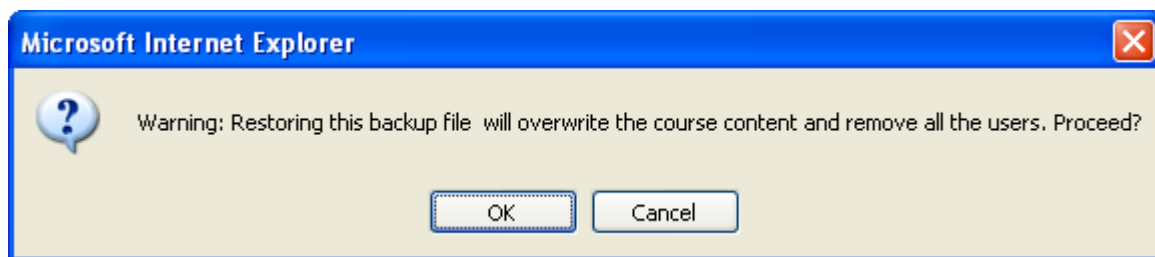 Microsoft Internet Explorer
Warning: Restoring this backup file  will overwrite the course content and remove all the users. Proceed?
OK
Cancel